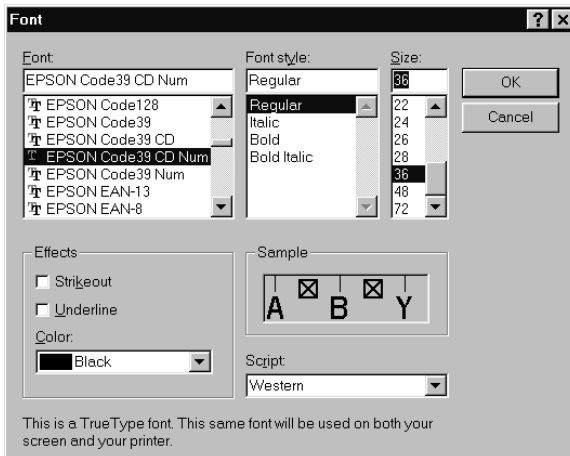 Font
Font:
EPSON Code39 CD Num
EPSON Code128
EPSON Code39
EPSON Code39 CD
EPSON Code39 CD Num
EPSON Code39 Num
EPSON EAN-13
EPSON EAN-8
Font style:
Regular
Regular
Italic
Bold
Bold Italic
Size:
36
22
24
26
28
36
48
72
OK
Cancel
Effects
Strikeout
Underline
Color:
Black
Sample
A B Y
Script:
Western
This is a TrueType font. This same font will be used on both your
screen and your printer.